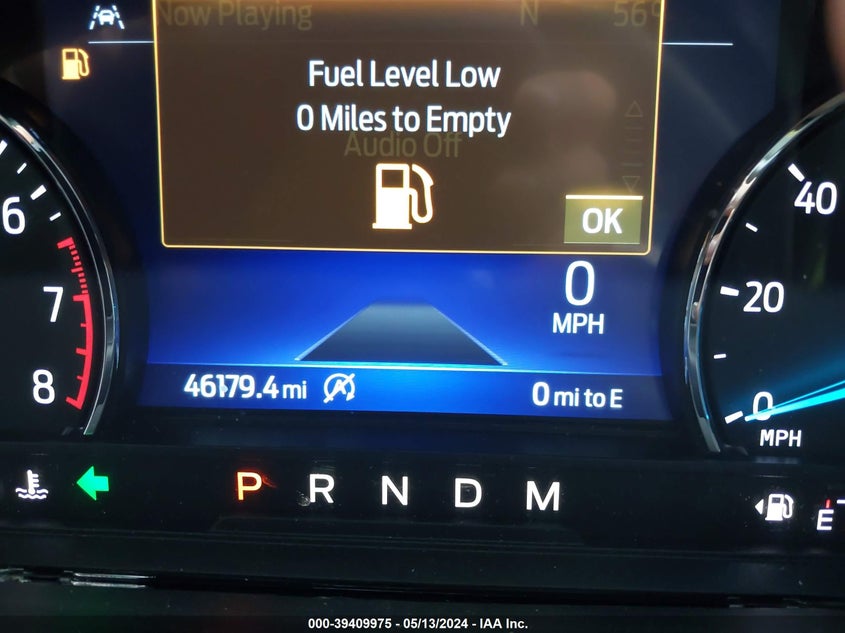 Now Playing N 56°
Fuel Level Low
0 Miles to Empty
Audio Off
OK
6
7
8
0
MPH
40
20
0
MPH
46179.4 mi
0 mi to E
P R N D M
E
000-39409975 - 05/13/2024 - IAA Inc.